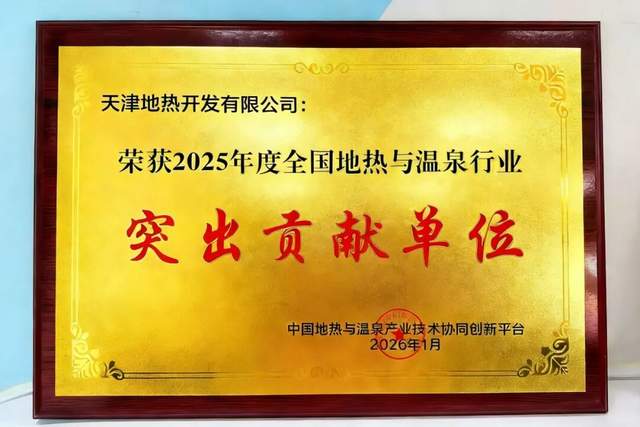 天津地热开发有限公司：
荣获2025年度全国地热与温泉行业
突出贡献单位
中国地热与温泉产业技术协同创新平台
2026年1月